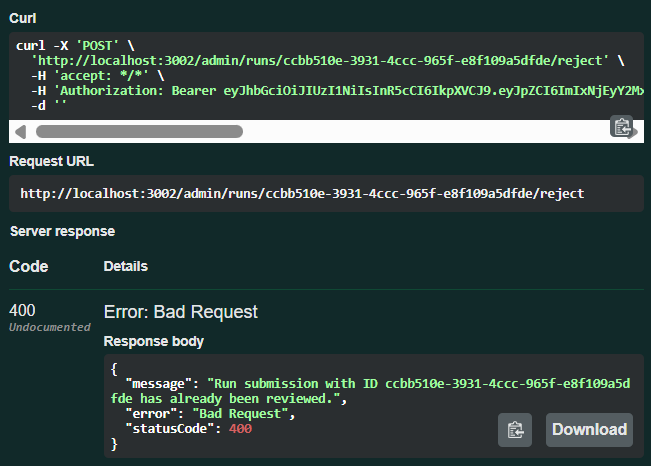 Curl
curl -X 'POST' \
'http://localhost:3002/admin/runs/ccbb510e-3931-4ccc-965f-e8f109a5dfde/reject' \
-H 'accept: */*' \
-H 'Authorization: Bearer eyJhbGciOiJIUzI1NiIsInR5cCI6IkpXVCJ9.eyJpZCI6ImIxNjEyY2Mx
-d ''
Request URL
http://localhost:3002/admin/runs/ccbb510e-3931-4ccc-965f-e8f109a5dfde/reject
Server response
Code Details
400 Error: Bad Request
Undocumented
Response body
{
"message": "Run submission with ID ccbb510e-3931-4ccc-965f-e8f109a5d
fde has already been reviewed.",
"error": "Bad Request",
"statusCode": 400
}
Download